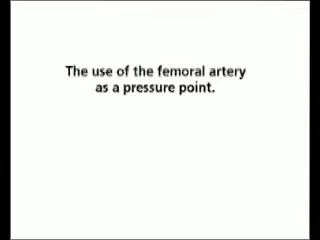 The use of the femoral artery
as a pressure point.